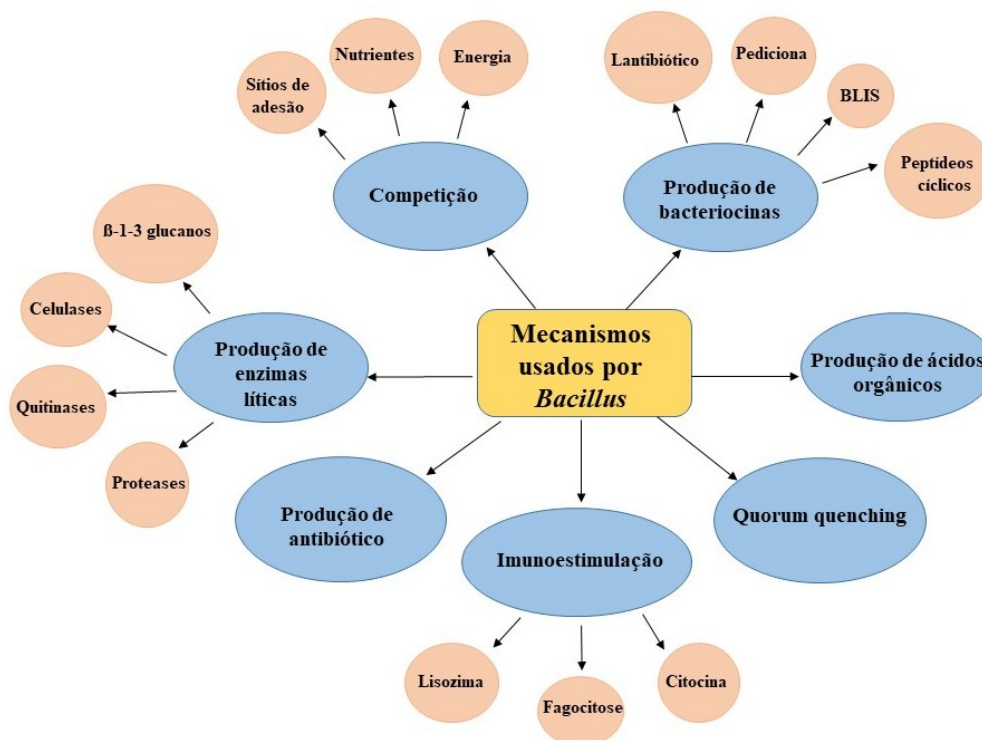 Nutrientes
Energia
Sítios de
adesão
Competição
Lantibiótico
Pediciona
BLIS
Peptídeos
cíclicos
Produção de
bacteriocinas
ß-1-3 glucanos
Celulases
Quitinases
Proteases
Produção de
enzimas
líticas
Mecanismos
usados por
Bacillus
Produção de ácidos
orgânicos
Produção de
antibiótico
Imunoestimulação
Quorum quenching
Lisozima
Fagocitose
Citocina